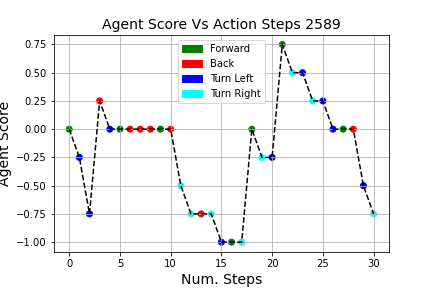 Agent Score Vs Action Steps 2589
Forward
Back
Turn Left
Turn Right
Agent Score
0.75
0.50
0.25
0.00
−0.25
−0.50
−0.75
−1.00
0 5 10 15 20 25 30
Num. Steps